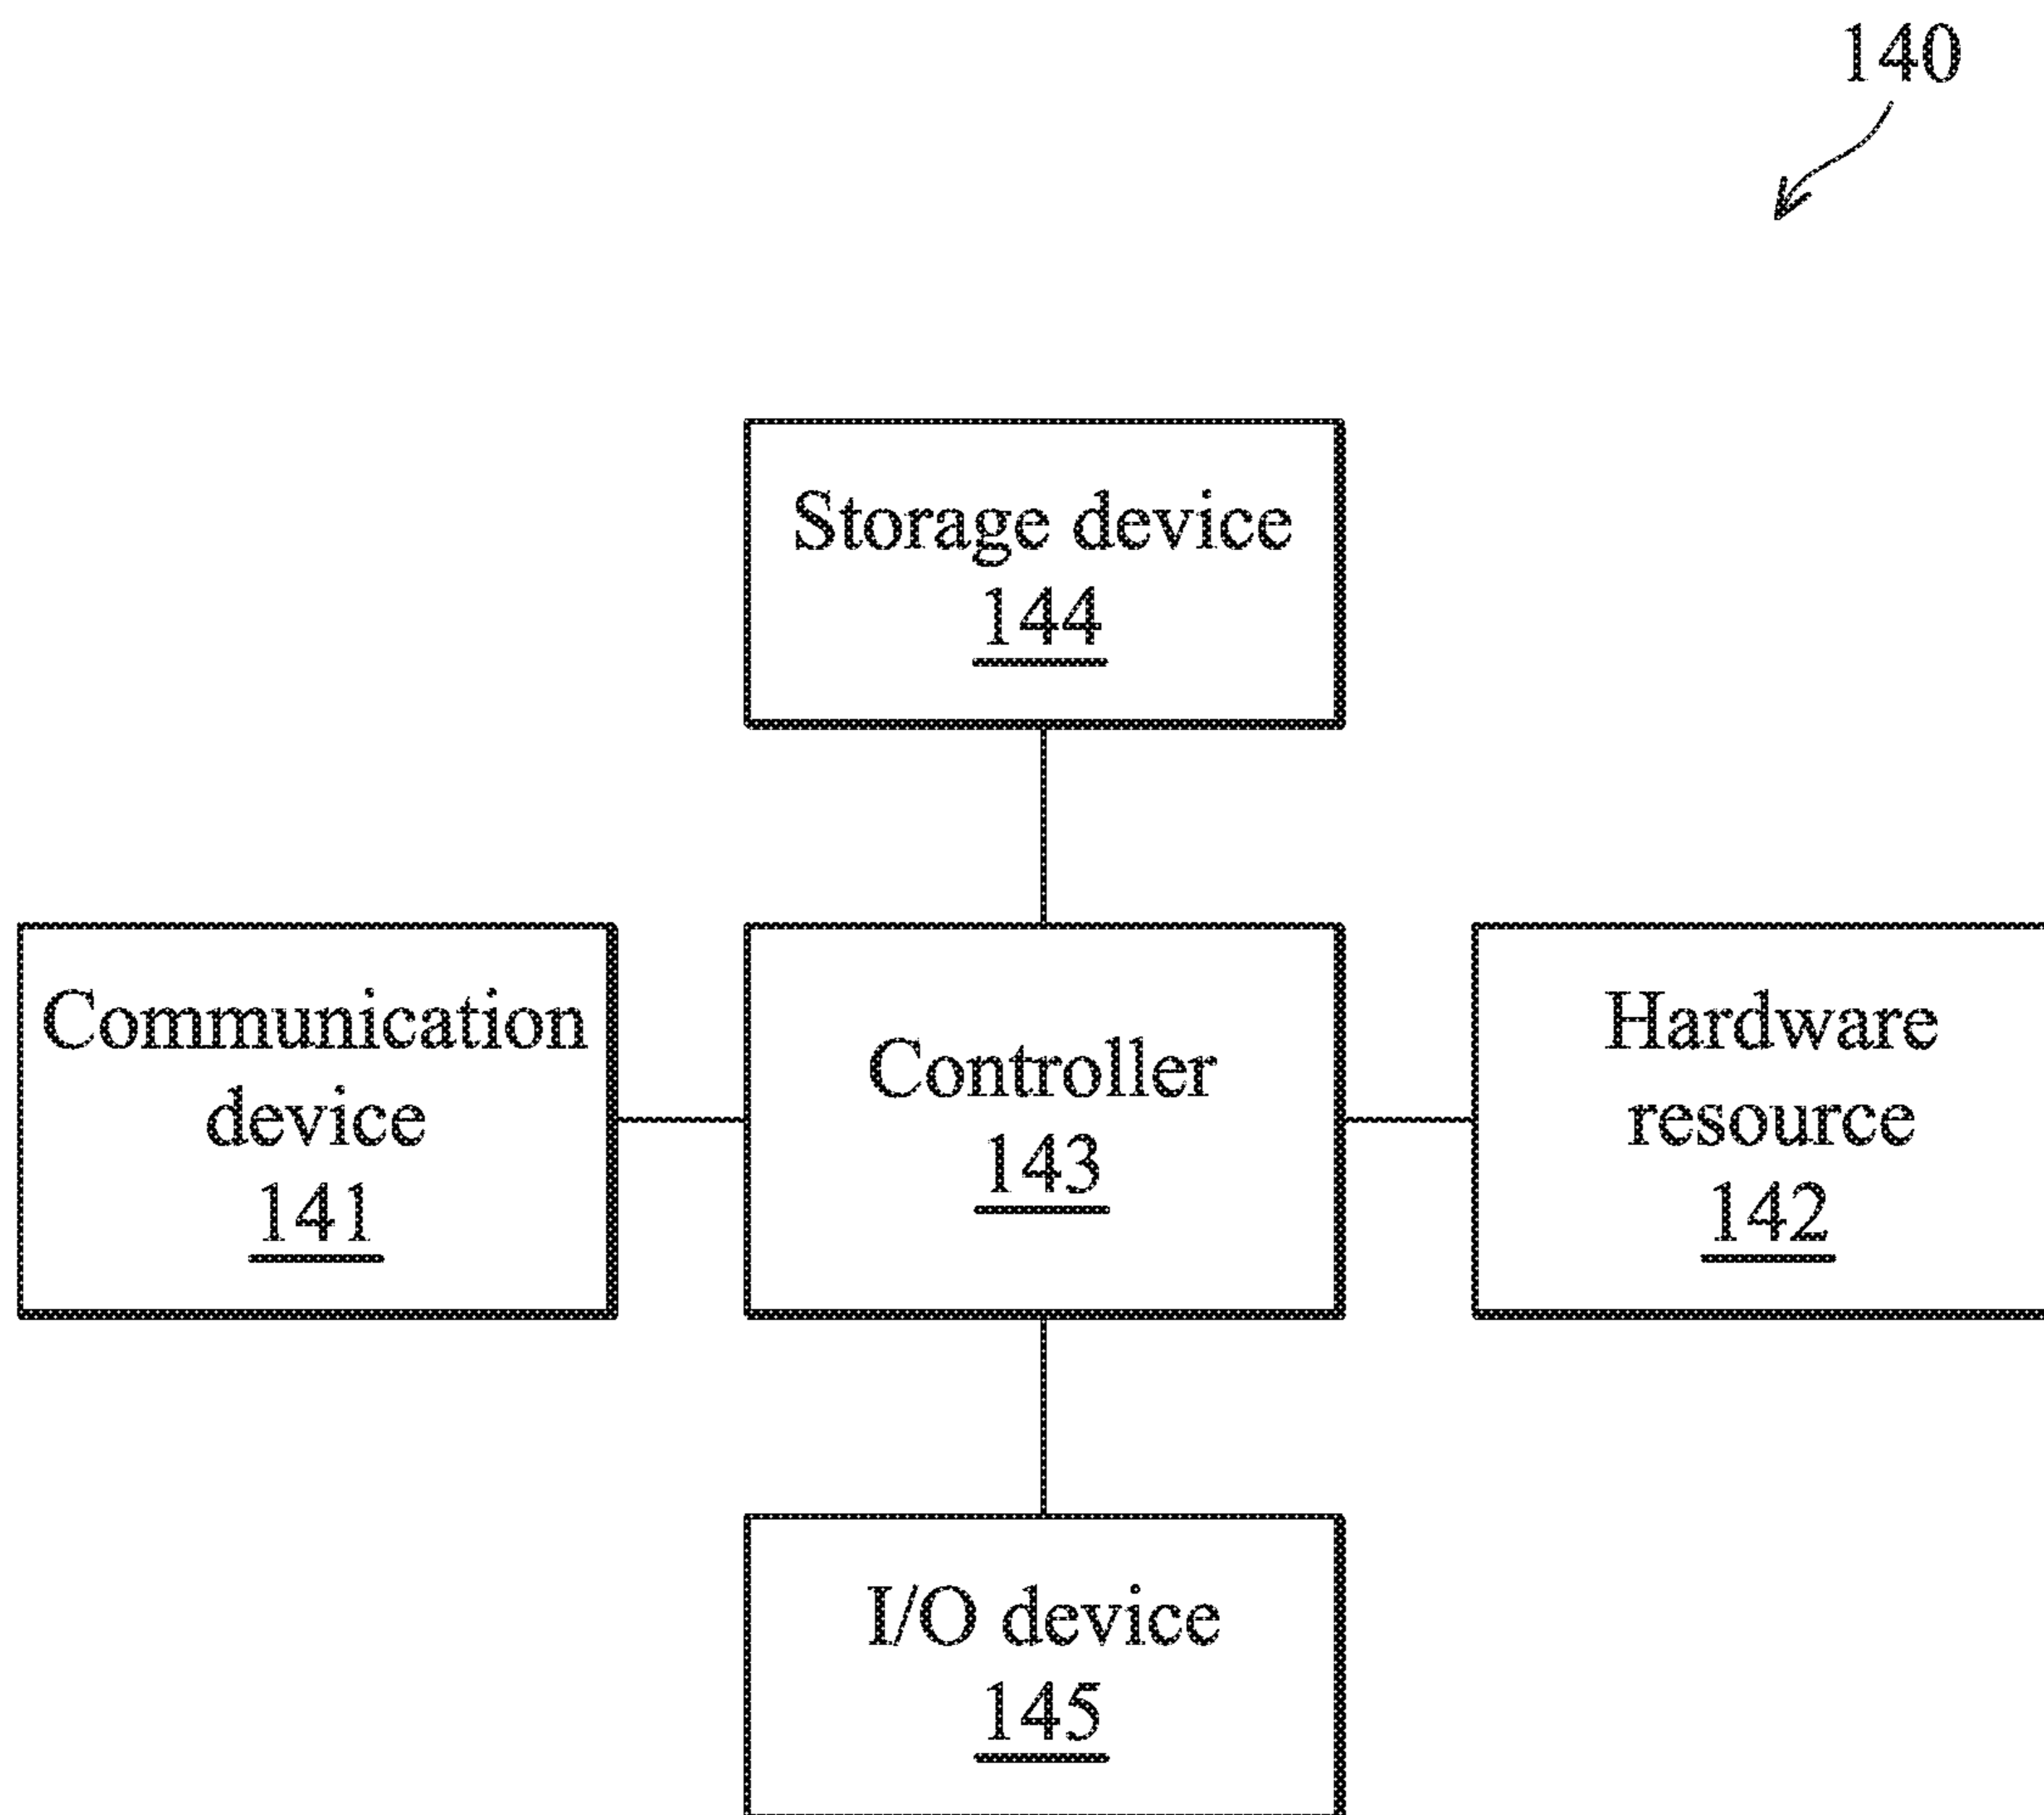 140
Storage device
144
Communication
device
141
Controller
143
Hardware
resource
142
I/O device
145